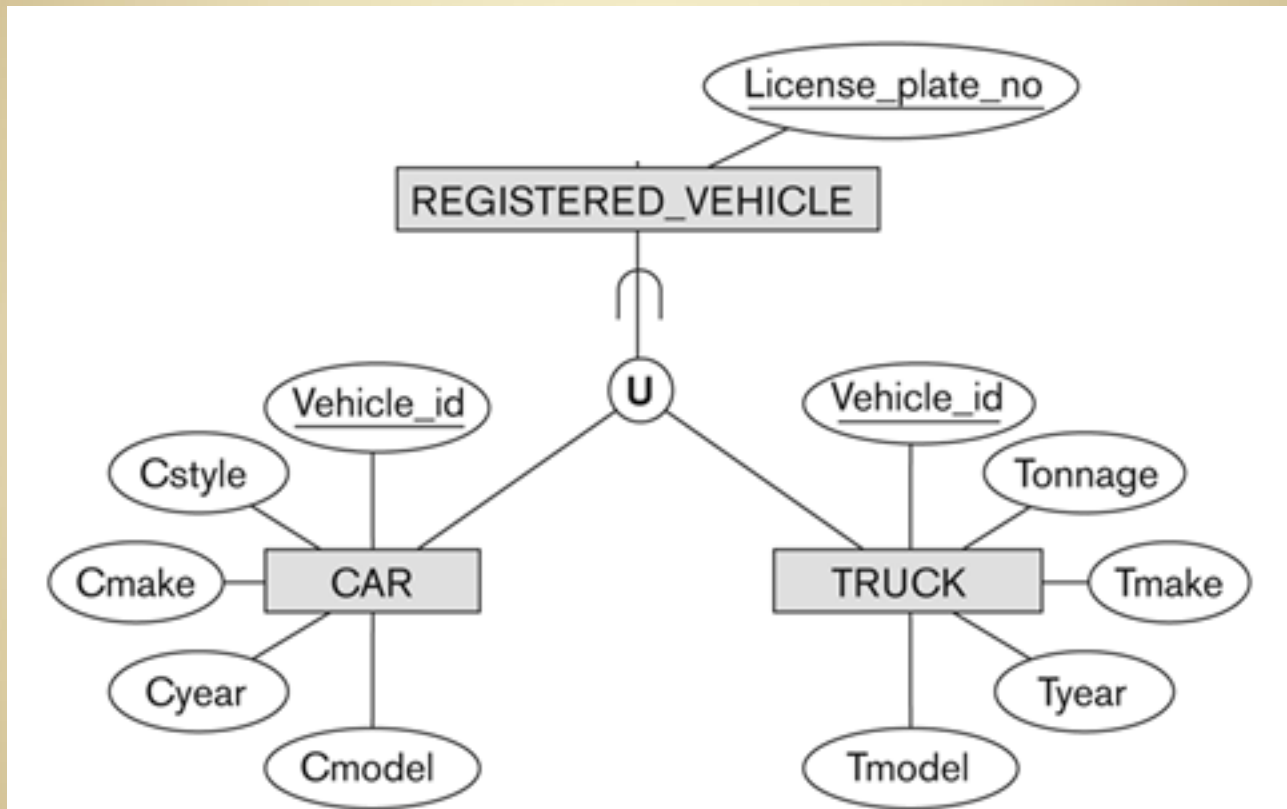 License_plate_no
REGISTERED_VEHICLE
U
Vehicle_id
Vehicle_id
Cstyle
Tonnage
Cmake
CAR
TRUCK
Tmake
Cyear
Tyear
Cmodel
Tmodel